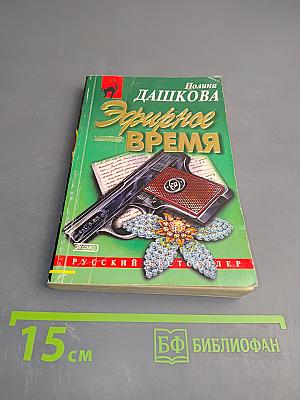 Полина
ДАШКОВА
Эфирное
ВРЕМЯ
РУССКИЙ
15 см
БФ БИБЛИОФАН